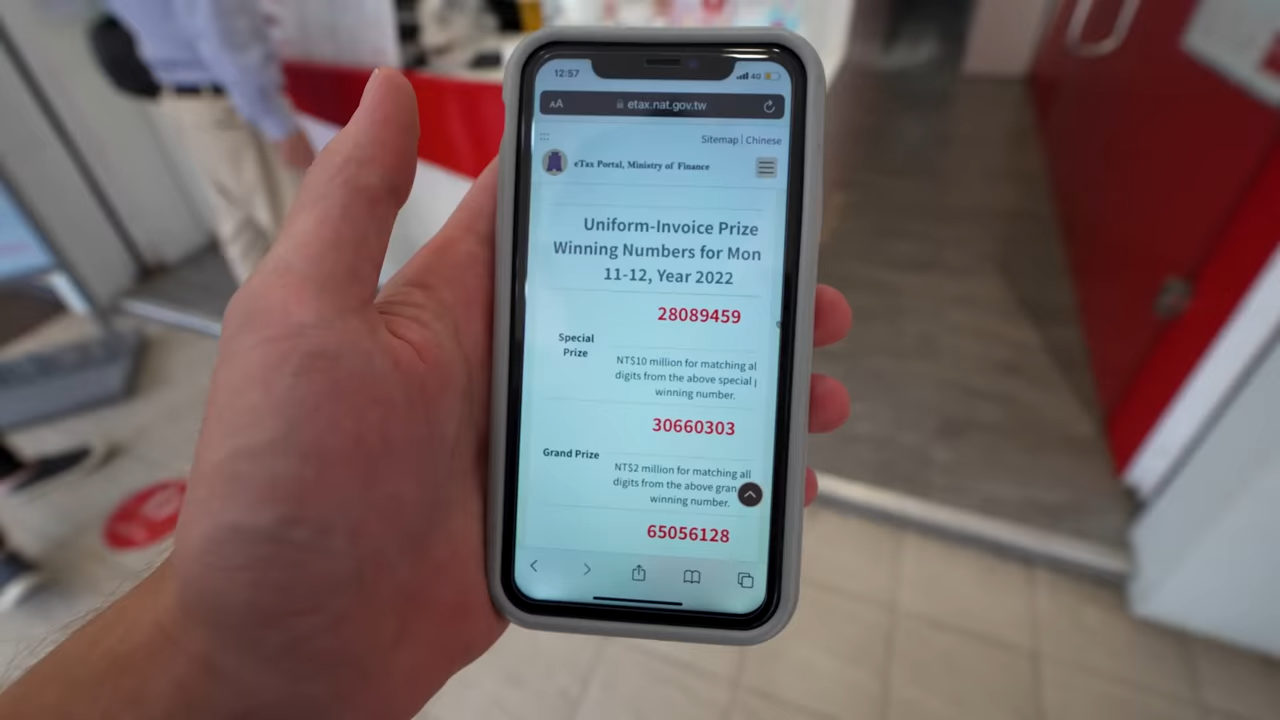 12:57
4G
AA
etax.nat.gov.tw
Sitemap | Chinese
eTax Portal, Ministry of Finance
Uniform-Invoice Prize
Winning Numbers for Mon
11-12, Year 2022
28089459
Special
Prize
NT$10 million for matching al
digits from the above special p
winning number.
30660303
Grand Prize
NT$2 million for matching all
digits from the above gran
winning number.
65056128